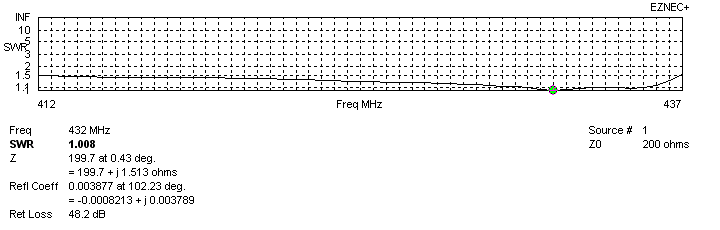 EZNEC+
INF
10
5
SWR
3
2
1.5
1.1
412 Freq MHz 437
Freq 432 MHz Source # 1
SWR 1.008 Z0 200 ohms
Z 199.7 at 0.43 deg.
= 199.7 + j 1.513 ohms
Refl Coeff 0.003877 at 102.23 deg.
= -0.0008213 + j 0.003789
Ret Loss 48.2 dB